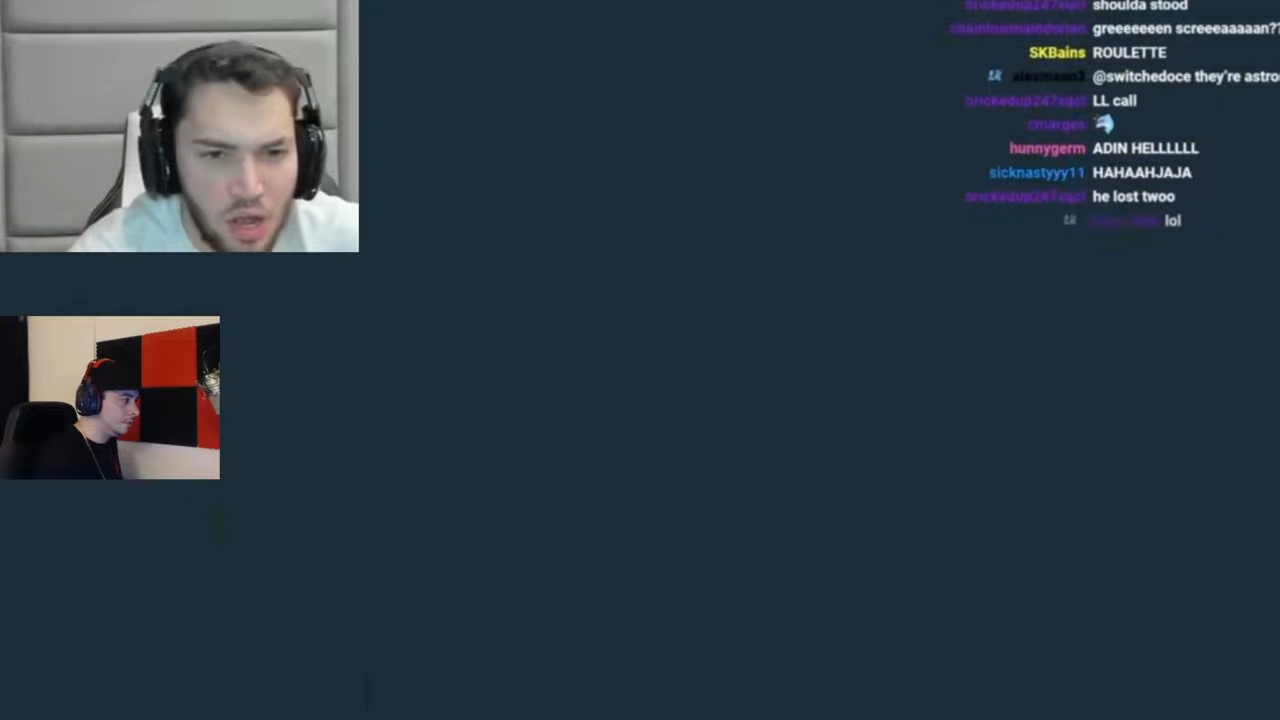 shoulda stood
greeeeeeen screeeaaaaan??
SKBains ROULETTE
@switchedoce they're astro
LL call
cmarges
hunnygerm ADIN HELLLLLL
sicknastyyy11 HAHAAHJAJA
he lost twoo
lol